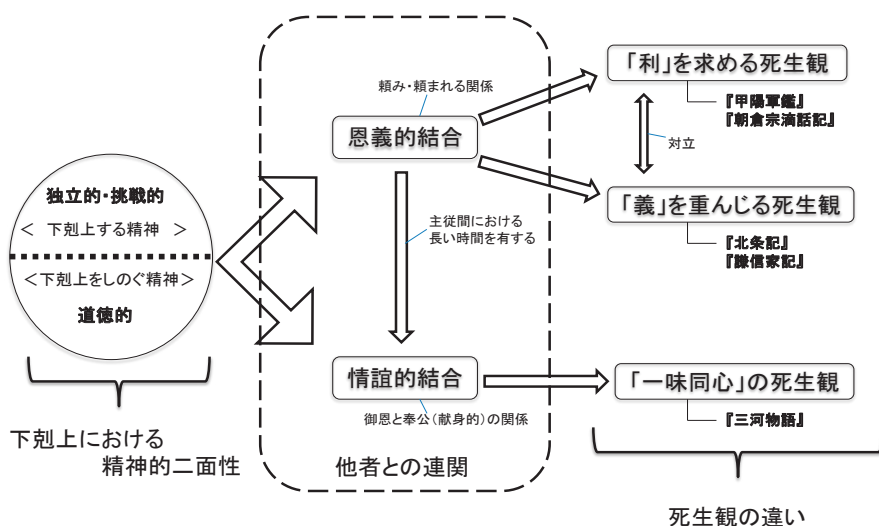 独立的・挑戦的
＜ 下剋上する精神 ＞
＜下剋上をしのぐ精神＞
道徳的
下剋上における
精神的二面性
頼み・頼まれる関係
恩義的結合
主従間における
長い時間を有する
情誼的結合
御恩と奉公（献身的）の関係
他者との連関
「利」を求める死生観
『甲陽軍鑑』
『朝倉宗滴話記』
対立
「義」を重んじる死生観
『北条記』
『謙信家記』
「一味同心」の死生観
『三河物語』
死生観の違い